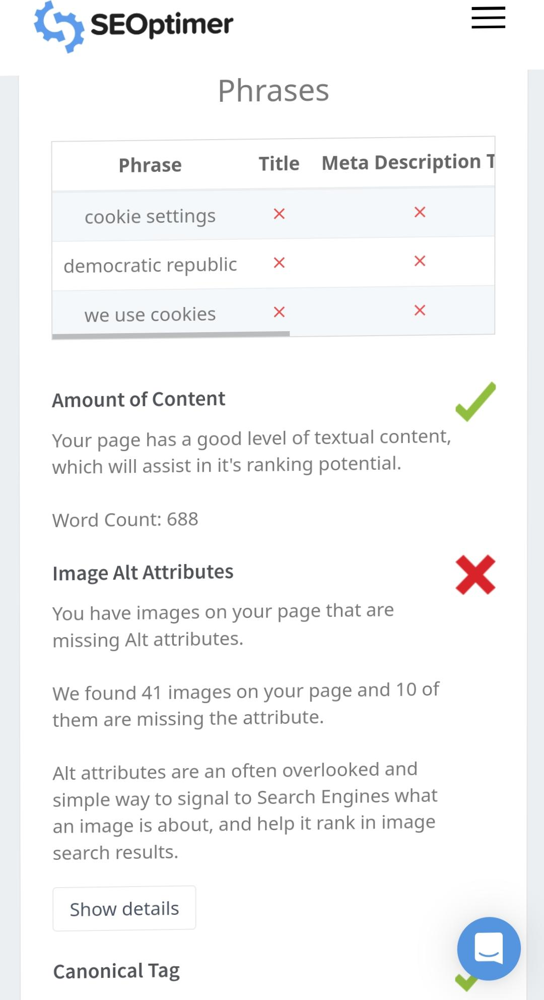 SEOptimer
Phrases
Phrase Title Meta Description T
cookie settings × ×
democratic republic × ×
we use cookies × ×
Amount of Content
Your page has a good level of textual content,
which will assist in it's ranking potential.
Word Count: 688
Image Alt Attributes
You have images on your page that are
missing Alt attributes.
We found 41 images on your page and 10 of
them are missing the attribute.
Alt attributes are an often overlooked and
simple way to signal to Search Engines what
an image is about, and help it rank in image
search results.
Show details
Canonical Tag